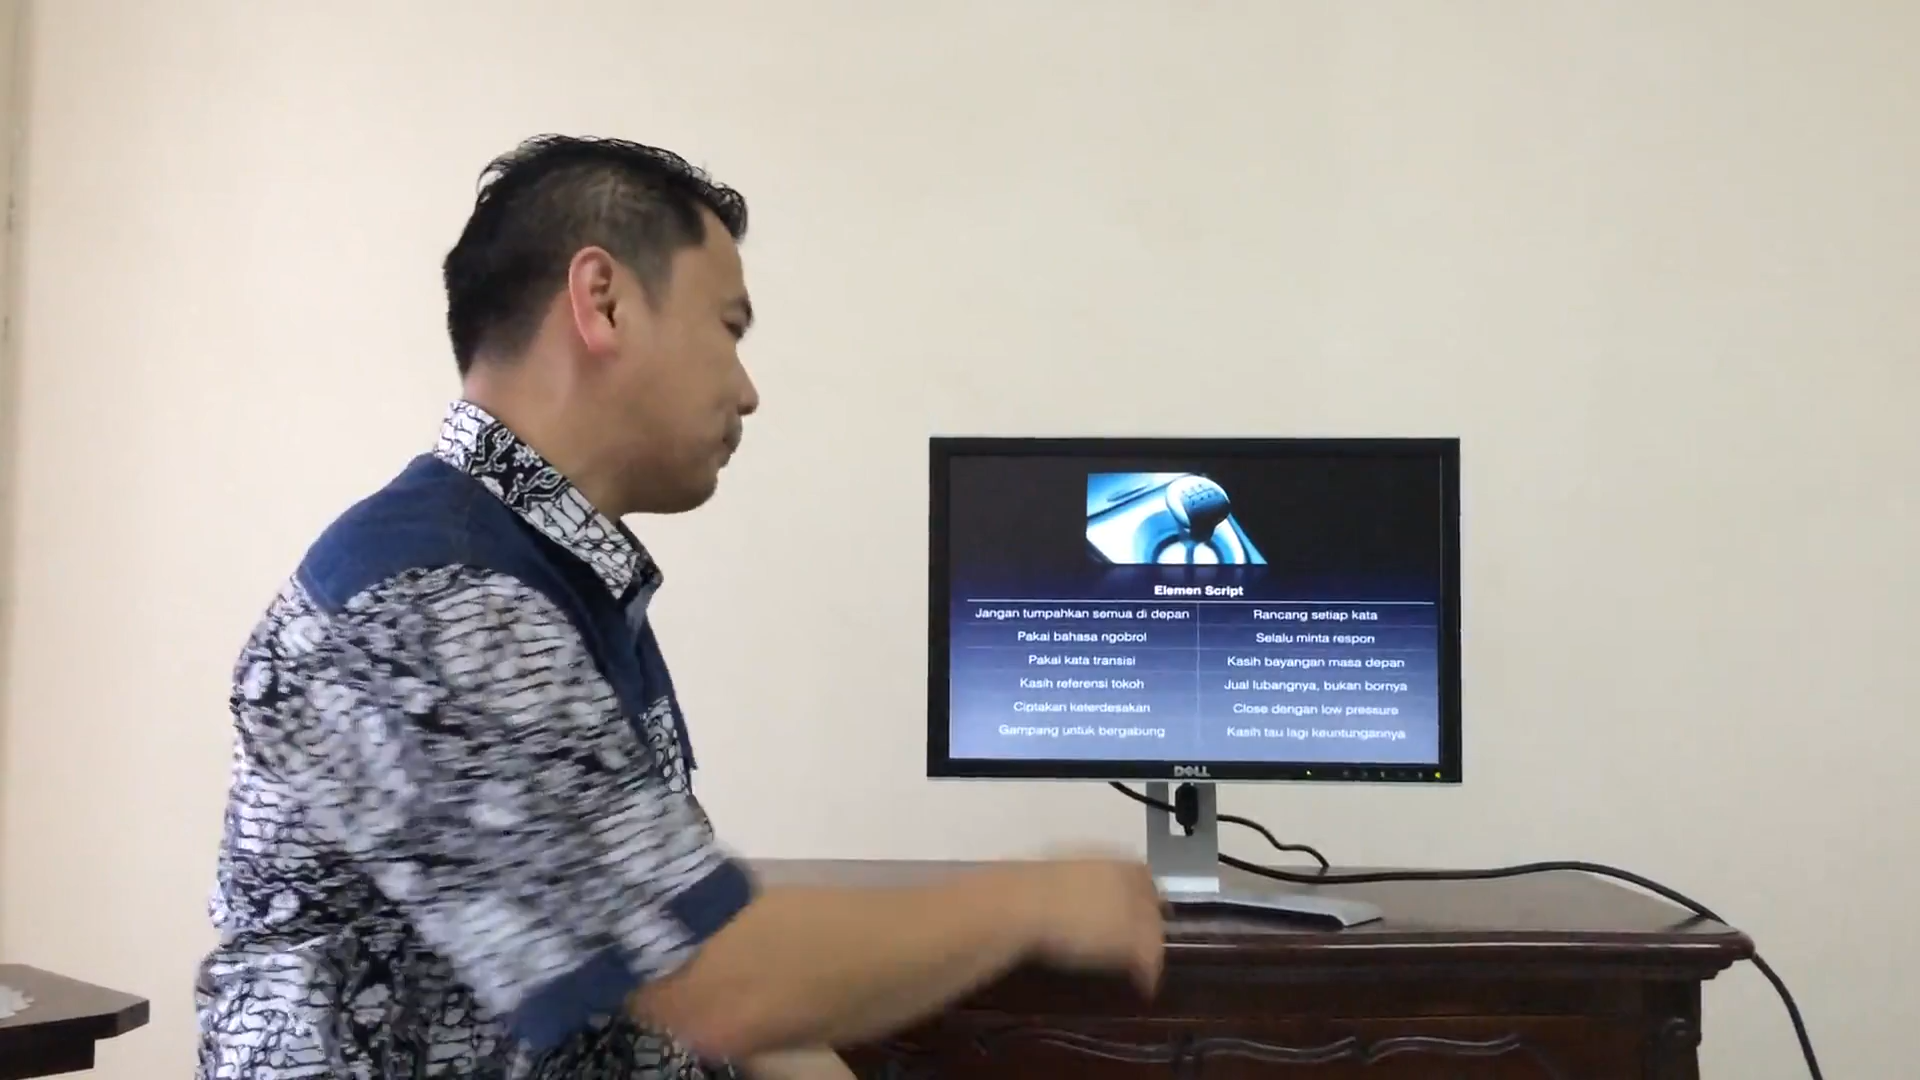 Elemen Script
Jangan tumpahkan semua di depan
Rancang setiap kata
Pakai bahasa ngobrol
Selalu minta respon
Pakai kata transisi
Kasih bayangan masa depan
Kasih referensi tokoh
Jual lubangnya, bukan bornya
Ciptakan keterdesakan
Close dengan low pressure
Gampang untuk bergabung
Kasih tau lagi keuntungannya
DELL